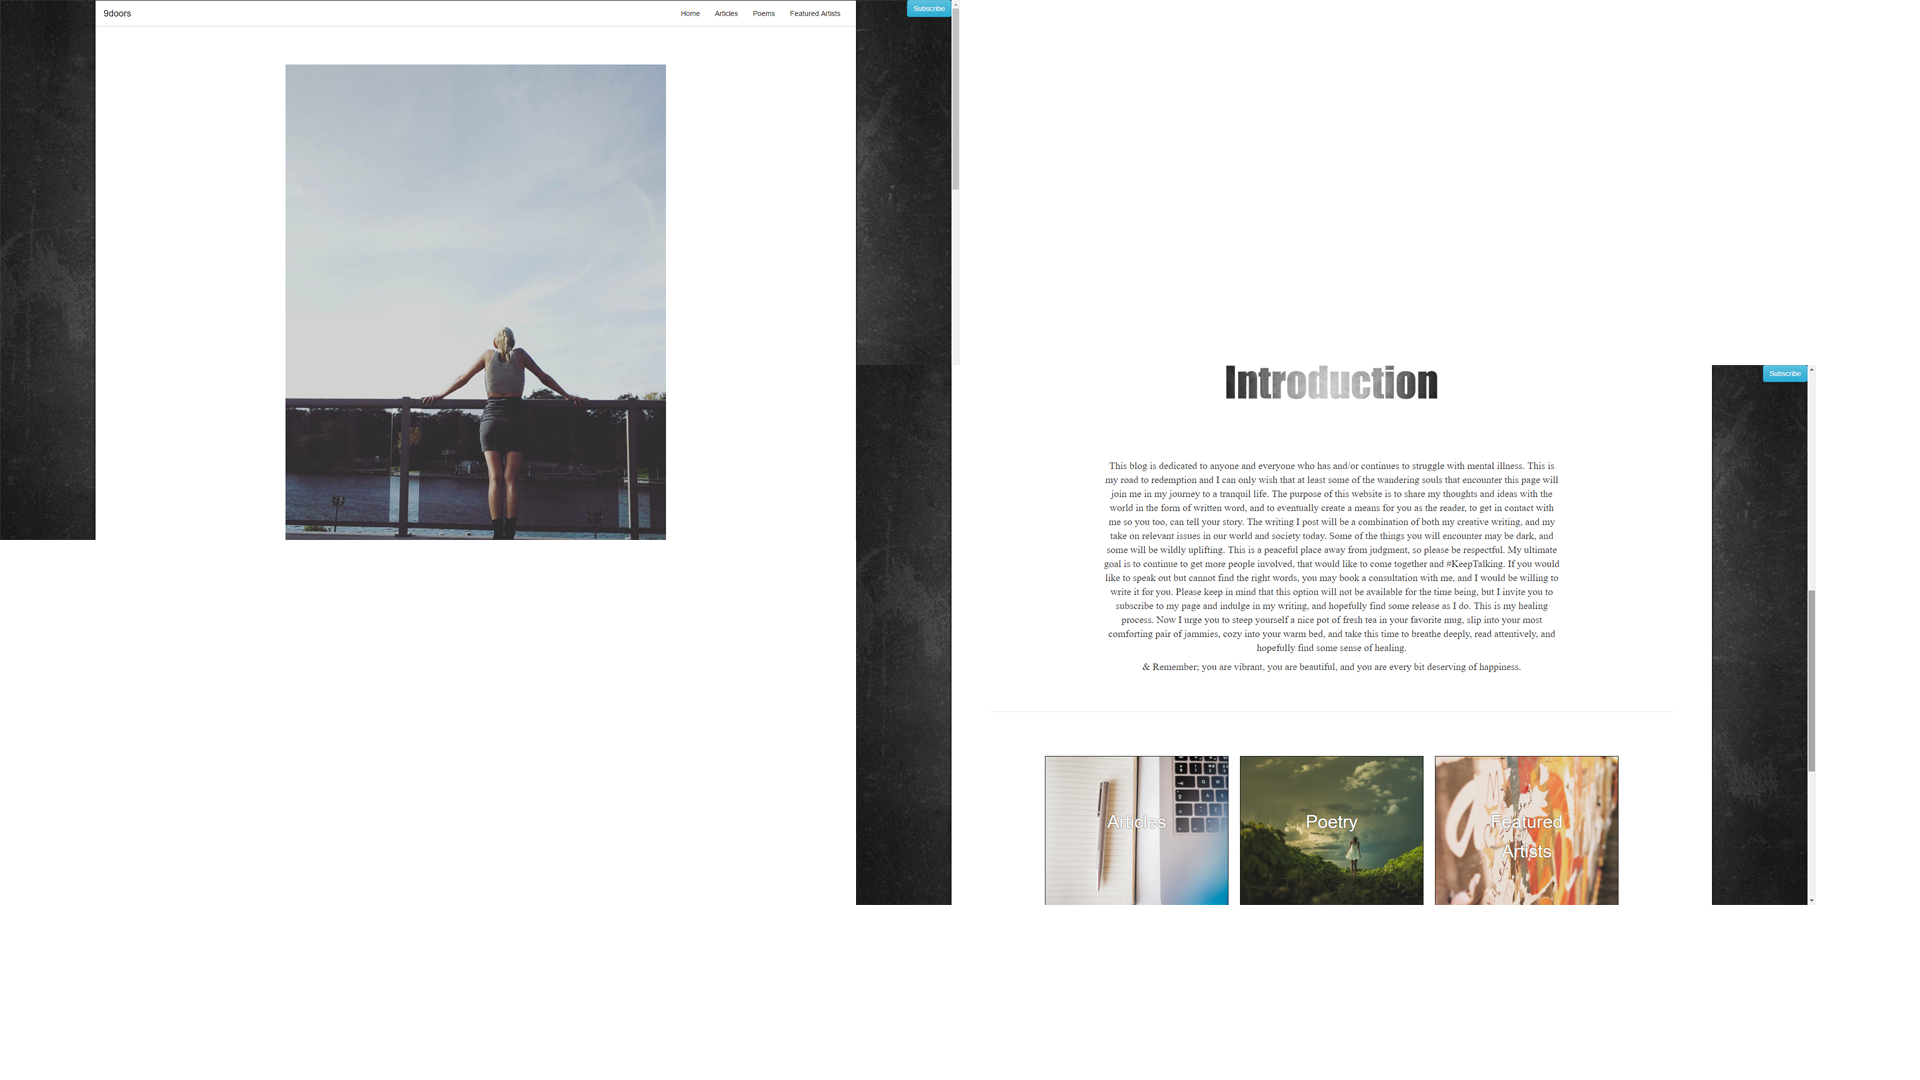 9doors
Home Articles Poems Featured Artists
Subscribe
Introduction
Subscribe
This blog is dedicated to anyone and everyone who has and/or continues to struggle with mental illness. This is
my road to redemption and I can only wish that at least some of the wandering souls that encounter this page will
join me in my journey to a tranquil life. The purpose of this website is to share my thoughts and ideas with the
world in the form of written word, and to eventually create a means for you as the reader, to get in contact with
me so you too, can tell your story. The writing I post will be a combination of both my creative writing, and my
take on relevant issues in our world and society today. Some of the things you will encounter may be dark, and
some will be wildly uplifting. This is a peaceful place away from judgment, so please be respectful. My ultimate
goal is to continue to get more people involved, that would like to come together and #KeepTalking. If you would
like to speak out but cannot find the right words, you may book a consultation with me, and I would be willing to
write it for you. Please keep in mind that this option will not be available for the time being, but I invite you to
subscribe to my page and indulge in my writing, and hopefully find some release as I do. This is my healing
process. Now I urge you to steep yourself a nice pot of fresh tea in your favorite mug, slip into your most
comforting pair of jammies, cozy into your warm bed, and take this time to breathe deeply, read attentively, and
hopefully find some sense of healing.
& Remember; you are vibrant, you are beautiful, and you are every bit deserving of happiness.
Articles
Poetry
Featured
Artists